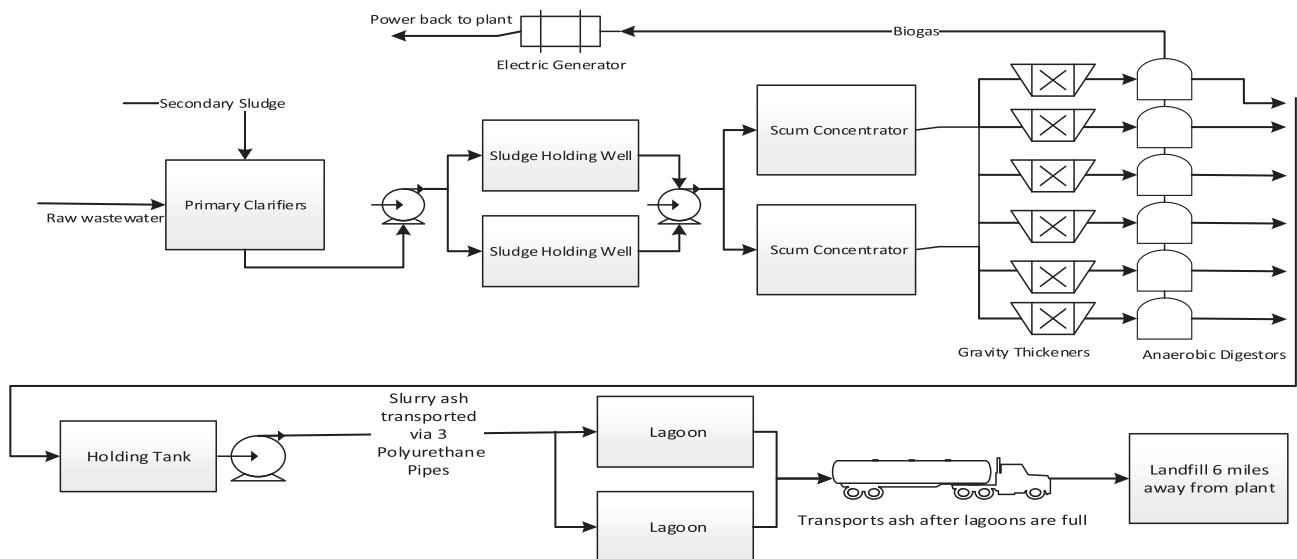 Power back to plant
Biogas
Electric Generator
Secondary Sludge
Scum Concentrator
Sludge Holding Well
Primary Clarifiers
Raw wastewater
Sludge Holding Well
Scum Concentrator
Gravity Thickeners
Anaerobic Digestors
Slurry ash
transported
via 3
Polyurethane
Pipes
Holding Tank
Lagoon
Lagoon
Transports ash after lagoons are full
Landfill 6 miles
away from plant